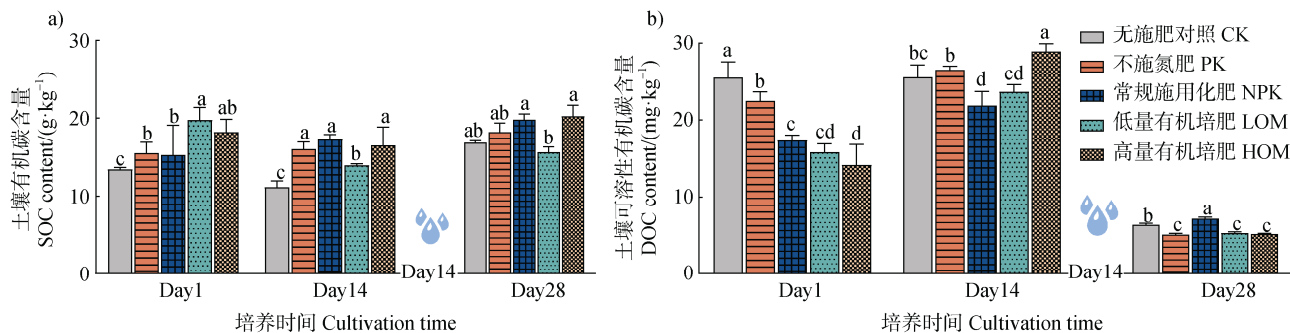 a)
土壤有机碳含量
SOC content/(g·kg⁻¹)
30
20
10
0
c
b
b
a
ab
c
a
a
b
a
ab
ab
a
b
a
Day14
Day1
Day14
Day28
培养时间 Cultivation time
b)
土壤可溶性有机碳含量
DOC content/(mg·kg⁻¹)
30
20
10
0
a
b
c
cd
d
bc
b
d
cd
a
b
c
a
c
c
Day14
Day1
Day14
Day28
培养时间 Cultivation time
无施肥对照 CK
不施氮肥 PK
常规施用化肥 NPK
低量有机培肥 LOM
高量有机培肥 HOM